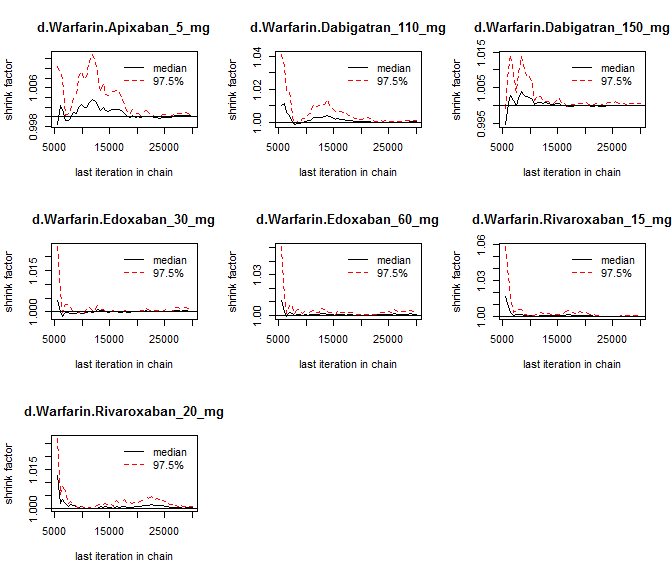 d.Warfarin.Apixaban_5_mg
shrink factor
0.998
1.006
median
97.5%
5000
15000
25000
last iteration in chain
d.Warfarin.Dabigatran_110_mg
shrink factor
1.00
1.02
1.04
median
97.5%
5000
15000
25000
last iteration in chain
d.Warfarin.Dabigatran_150_mg
shrink factor
0.995
1.005
1.015
median
97.5%
5000
15000
25000
last iteration in chain
d.Warfarin.Edoxaban_30_mg
shrink factor
1.000
1.015
median
97.5%
5000
15000
25000
last iteration in chain
d.Warfarin.Edoxaban_60_mg
shrink factor
1.00
1.03
median
97.5%
5000
15000
25000
last iteration in chain
d.Warfarin.Rivaroxaban_15_mg
shrink factor
1.00
1.03
1.06
median
97.5%
5000
15000
25000
last iteration in chain
d.Warfarin.Rivaroxaban_20_mg
shrink factor
1.000
1.015
median
97.5%
5000
15000
25000
last iteration in chain